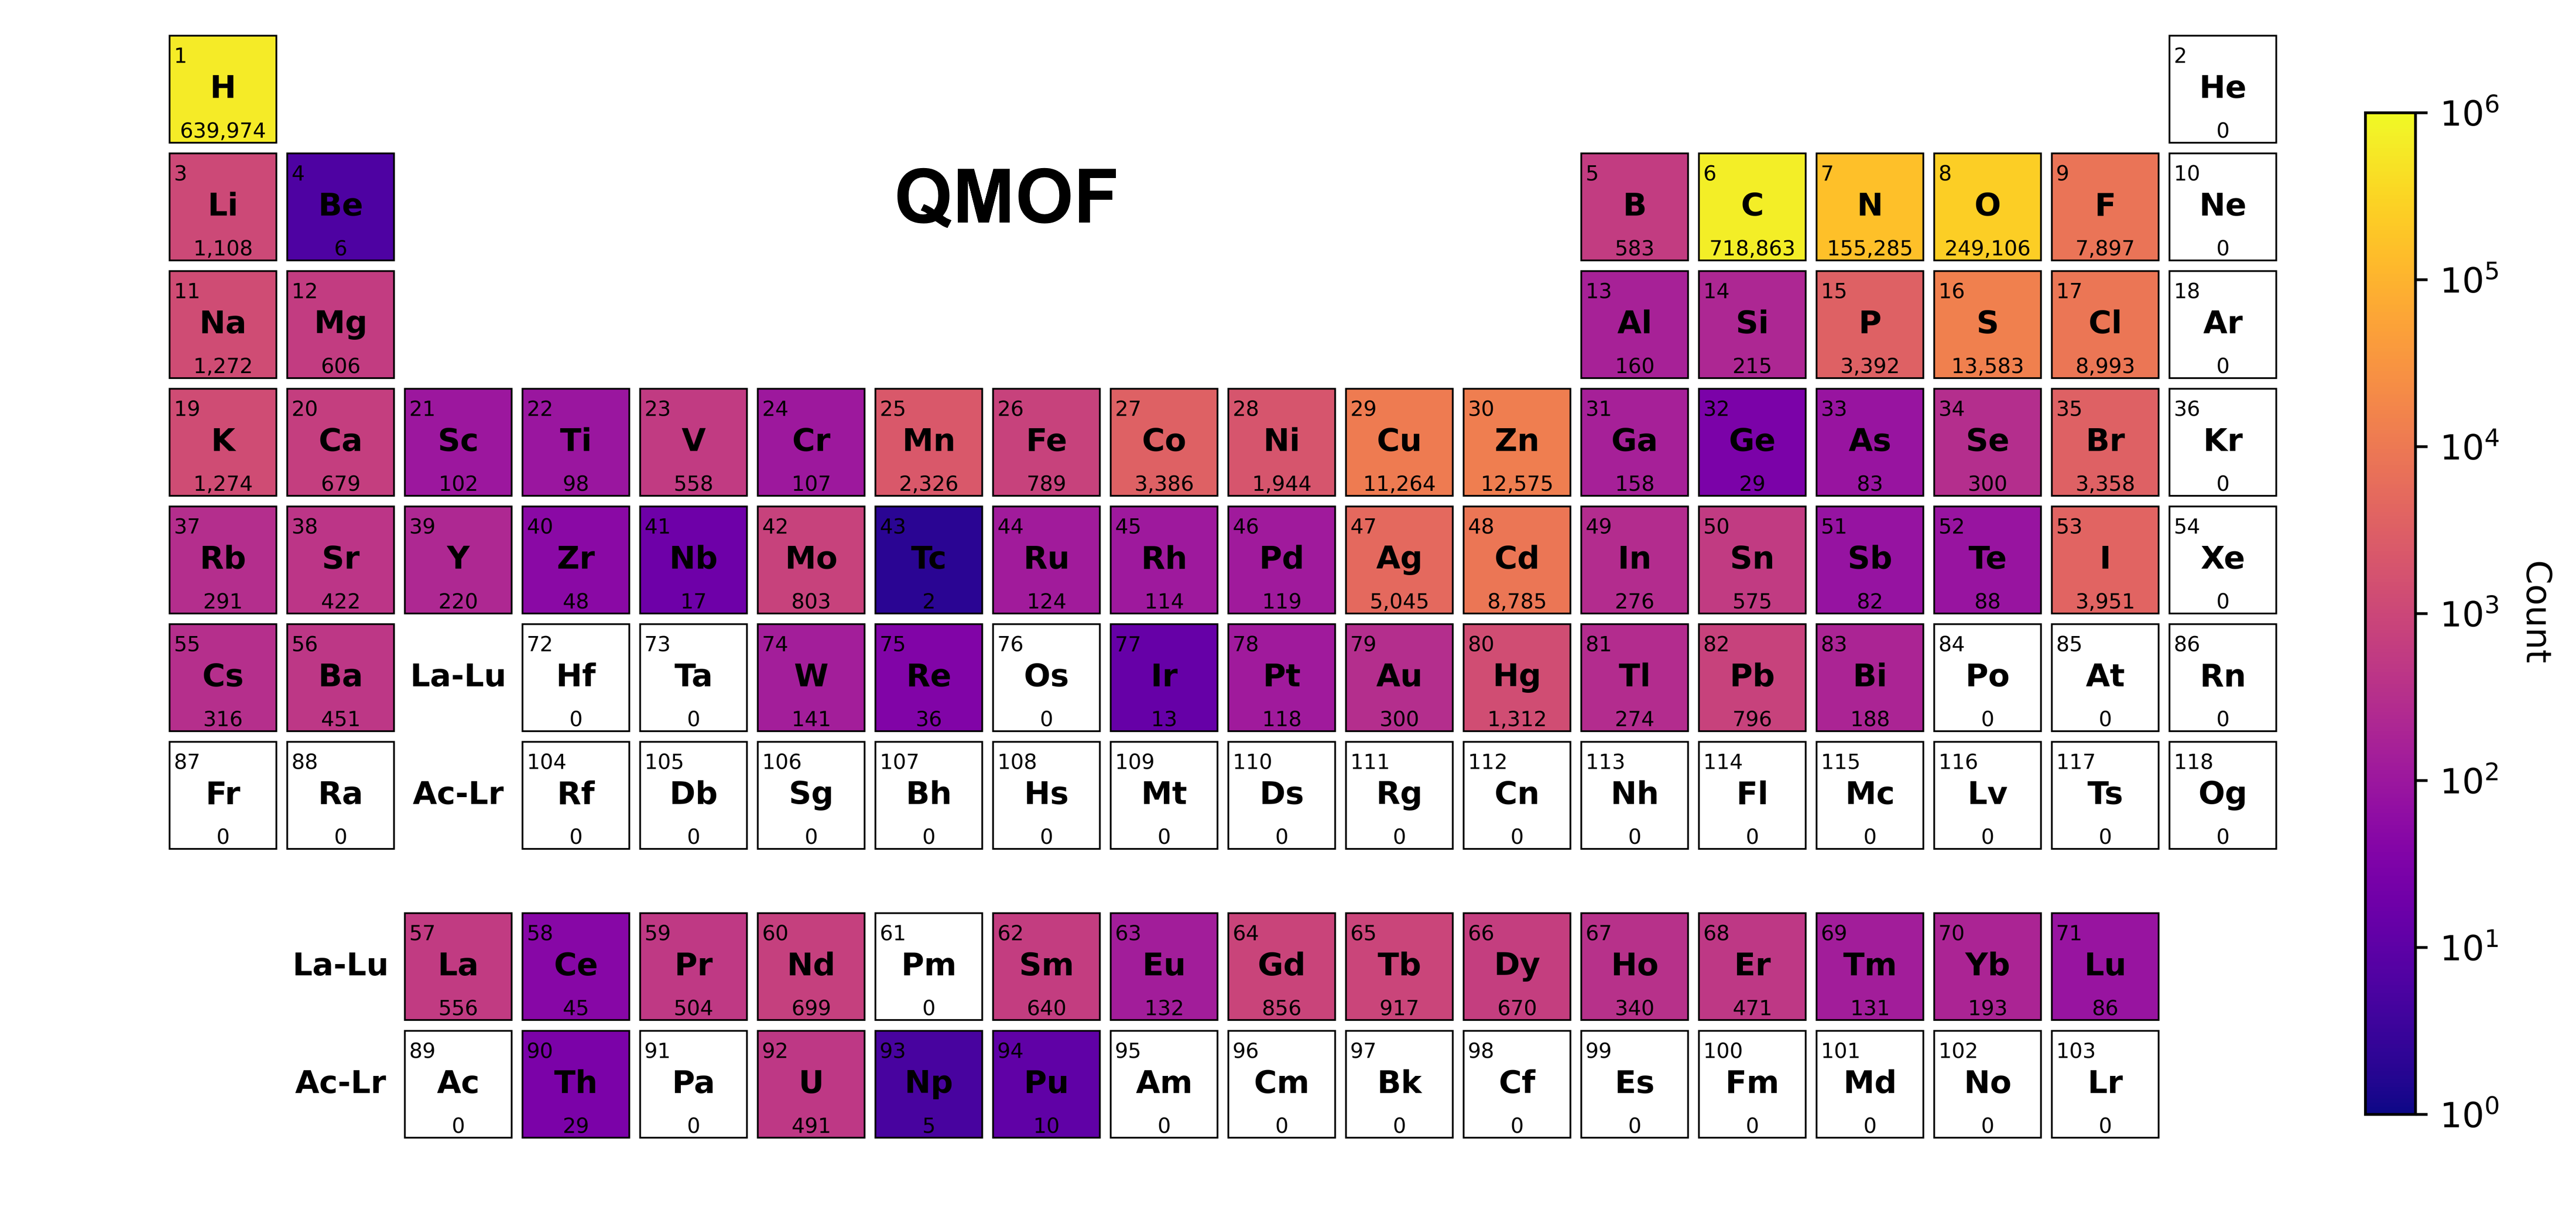 1 2
H He
639,974 0
QMOF
3 4 5 6 7 8 9 10
Li Be B C N O F Ne
1,108 6 583 718,863 155,285 249,106 7,897 0
11 12 13 14 15 16 17 18
Na Mg Al Si P S Cl Ar
1,272 606 160 215 3,392 13,583 8,993 0
19 20 21 22 23 24 25 26 27 28 29 30 31 32 33 34 35 36
K Ca Sc Ti V Cr Mn Fe Co Ni Cu Zn Ga Ge As Se Br Kr
1,274 679 102 98 558 107 2,326 789 3,386 1,944 11,264 12,575 158 29 83 300 3,358 0
37 38 39 40 41 42 43 44 45 46 47 48 49 50 51 52 53 54
Rb Sr Y Zr Nb Mo Tc Ru Rh Pd Ag Cd In Sn Sb Te I Xe
291 422 220 48 17 803 2 124 114 119 5,045 8,785 276 575 82 88 3,951 0
55 56 72 73 74 75 76 77 78 79 80 81 82 83 84 85 86
Cs Ba La-Lu Hf Ta W Re Os Ir Pt Au Hg Tl Pb Bi Po At Rn
316 451 0 0 141 36 0 13 118 300 1,312 274 796 188 0 0 0
87 88 104 105 106 107 108 109 110 111 112 113 114 115 116 117 118
Fr Ra Ac-Lr Rf Db Sg Bh Hs Mt Ds Rg Cn Nh Fl Mc Lv Ts Og
0 0 0 0 0 0 0 0 0 0 0 0 0 0 0 0 0
57 58 59 60 61 62 63 64 65 66 67 68 69 70 71
La-Lu La Ce Pr Nd Pm Sm Eu Gd Tb Dy Ho Er Tm Yb Lu
556 45 504 699 0 640 132 856 917 670 340 471 131 193 86
89 90 91 92 93 94 95 96 97 98 99 100 101 102 103
Ac-Lr Ac Th Pa U Np Pu Am Cm Bk Cf Es Fm Md No Lr
0 29 0 491 5 10 0 0 0 0 0 0 0 0 0
10⁶
10⁵
10⁴
10³
10²
10¹
10⁰
Count